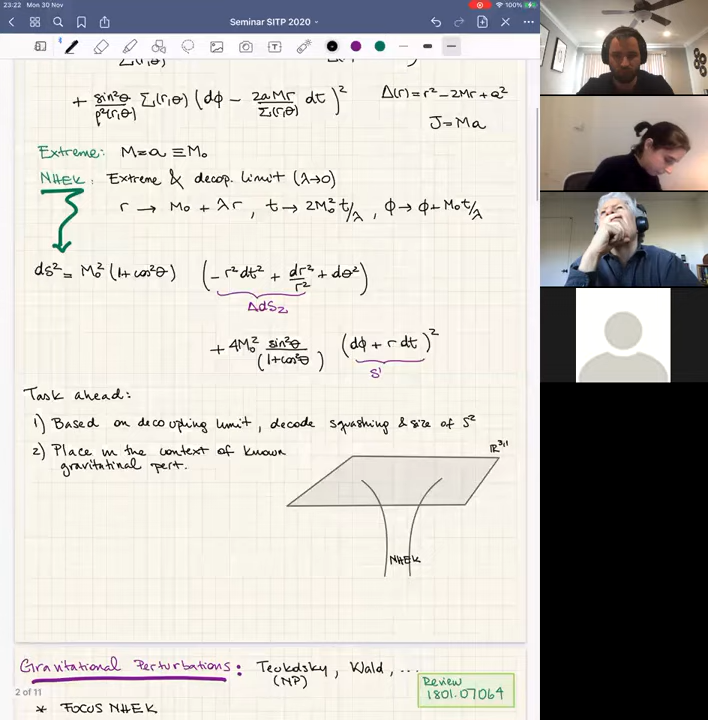 23:22 Mon 30 Nov
100%
Seminar SITP 2020
Σ(r,θ)
+ sin²θ/ρ²(r,θ) Σ(r,θ) (dϕ − 2aMr/Σ(r,θ) dt)²
Δ(r) = r² − 2Mr + a²
J = Ma
Extreme: M = a ≡ M₀
NHEK: Extreme & decop. limit (λ→0)
r → M₀ + λr, t → 2M₀² t/λ, ϕ → ϕ + M₀t/λ
ds² = M₀² (1+cos²θ) (−r²dt² + dr²/r² + dθ²)
AdS₂
+ 4M₀² sin²θ/(1+cos²θ) (dϕ + r dt)²
S¹
Task ahead:
1) Based on decoupling limit, decode squashing & size of S²
2) Place in the context of known
gravitatinal pert.
ℝ³,¹
NHEK
Gravitational Perturbations: Teukolsky, Wald, ...
(NP)
Review
1801.07064
2 of 11
* FOCUS NHEK